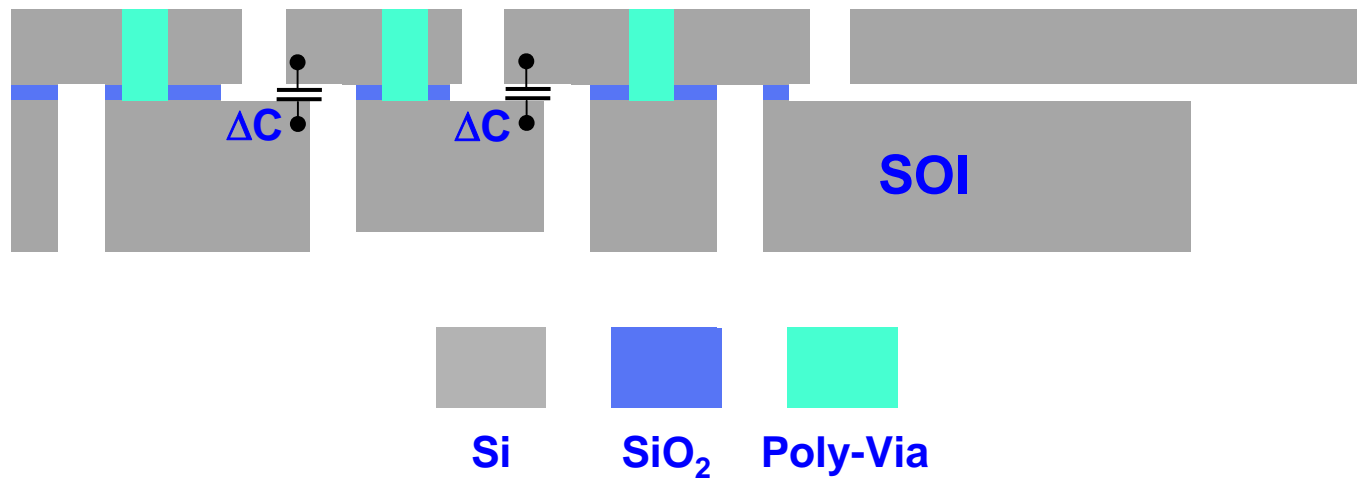 ΔC
ΔC
SOI
Si
SiO₂
Poly-Via